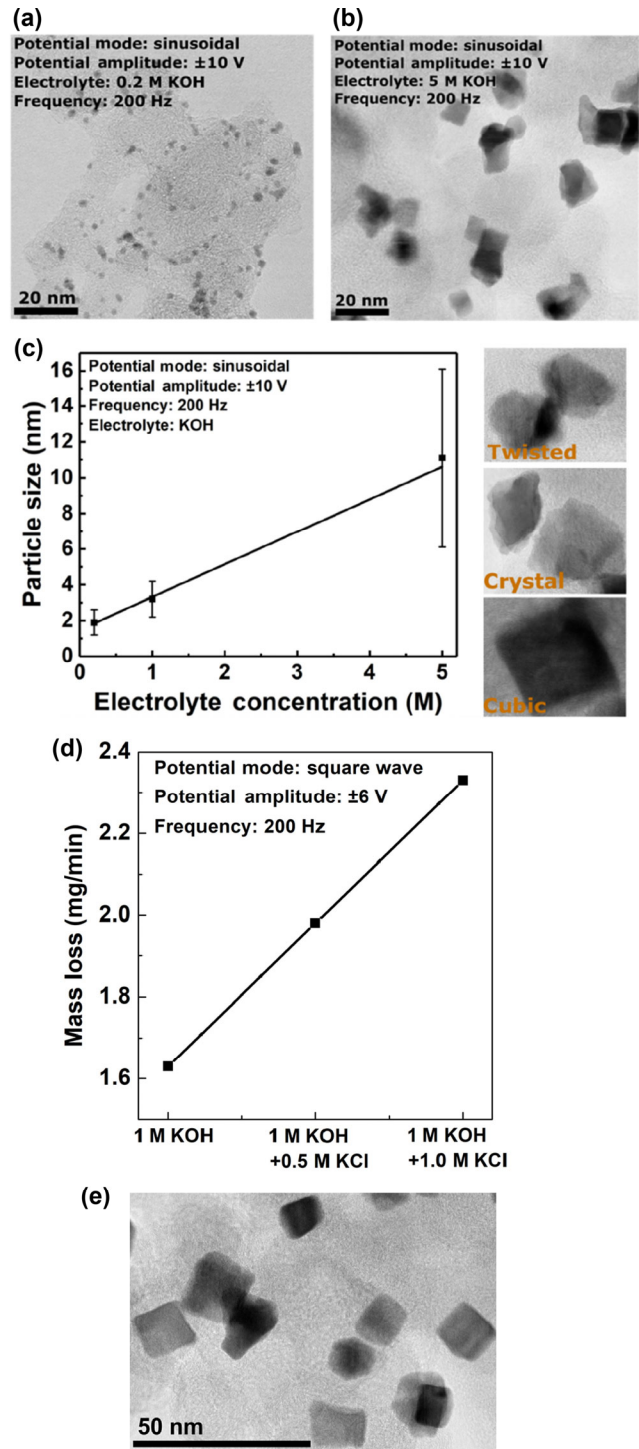 (a)
Potential mode: sinusoidal
Potential amplitude: ±10 V
Electrolyte: 0.2 M KOH
Frequency: 200 Hz
20 nm
(b)
Potential mode: sinusoidal
Potential amplitude: ±10 V
Electrolyte: 5 M KOH
Frequency: 200 Hz
20 nm
(c)
Potential mode: sinusoidal
Potential amplitude: ±10 V
Frequency: 200 Hz
Electrolyte: KOH
Particle size (nm)
16
14
12
10
8
6
4
2
0
0 1 2 3 4 5
Electrolyte concentration (M)
Twisted
Crystal
Cubic
(d)
Potential mode: square wave
Potential amplitude: ±6 V
Frequency: 200 Hz
Mass loss (mg/min)
2.4
2.2
2.0
1.8
1.6
1 M KOH
1 M KOH
+0.5 M KCl
1 M KOH
+1.0 M KCl
(e)
50 nm